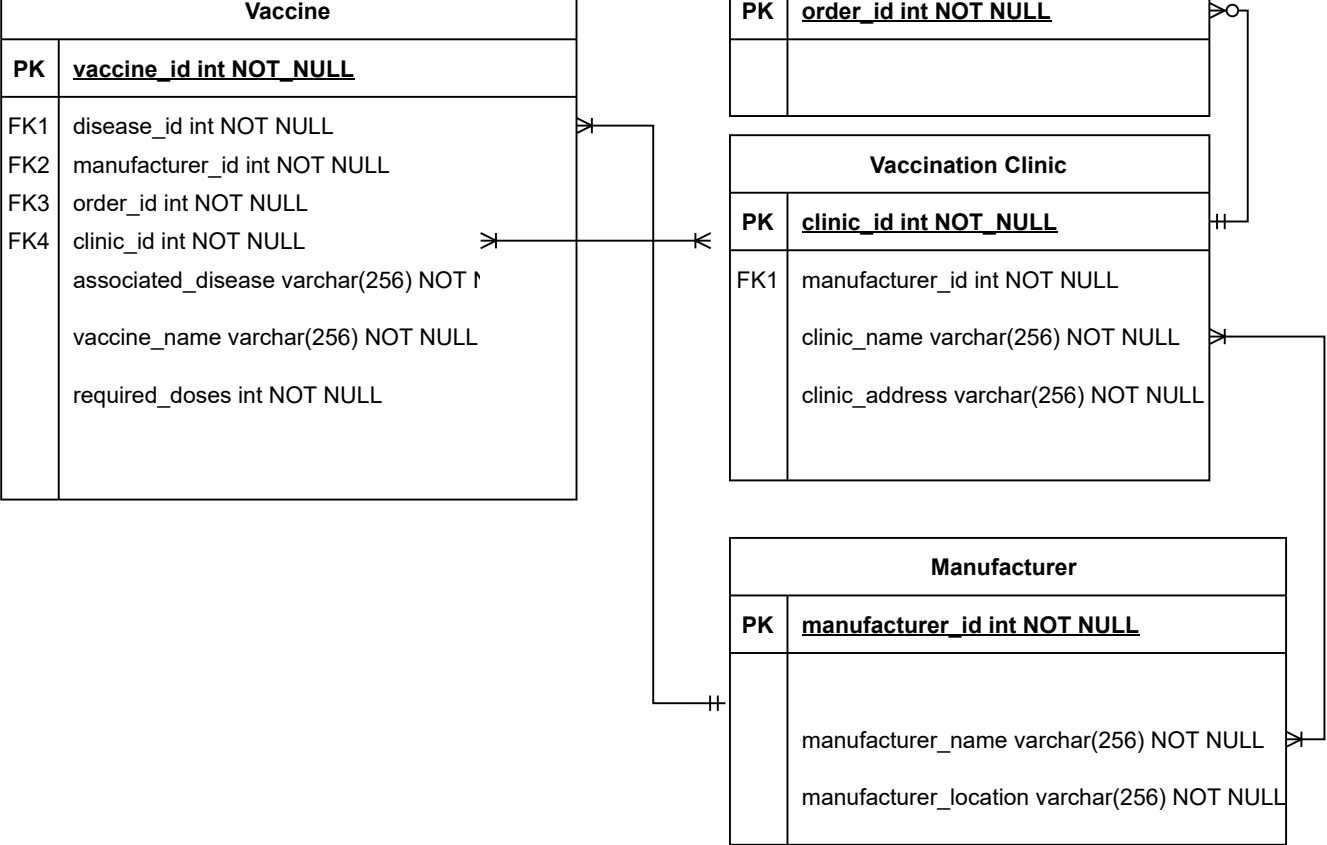 Vaccine
PK vaccine_id int NOT_NULL
FK1 disease_id int NOT NULL
FK2 manufacturer_id int NOT NULL
FK3 order_id int NOT NULL
FK4 clinic_id int NOT NULL
associated_disease varchar(256) NOT
vaccine_name varchar(256) NOT NULL
required_doses int NOT NULL
PK order_id int NOT NULL
Vaccination Clinic
PK clinic_id int NOT_NULL
FK1 manufacturer_id int NOT NULL
clinic_name varchar(256) NOT NULL
clinic_address varchar(256) NOT NULL
Manufacturer
PK manufacturer_id int NOT NULL
manufacturer_name varchar(256) NOT NULL
manufacturer_location varchar(256) NOT NULL